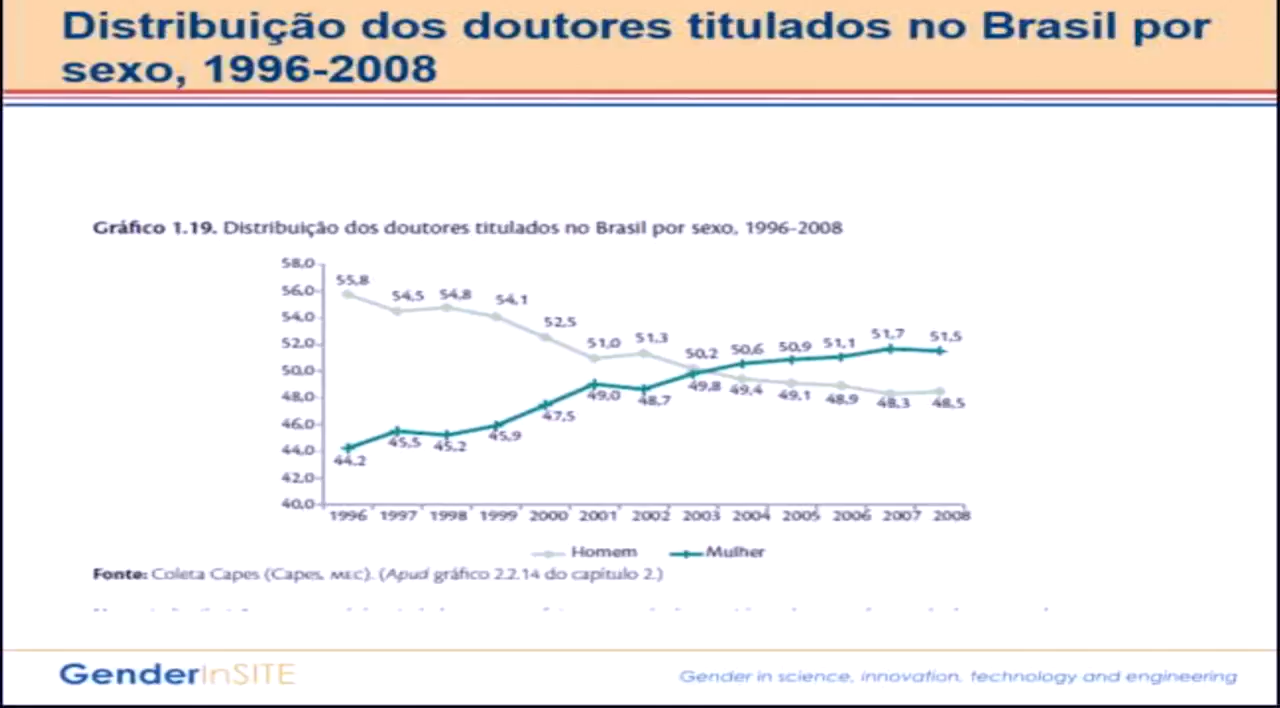 Distribuição dos doutores titulados no Brasil por
sexo, 1996-2008
Gráfico 1.19. Distribuição dos doutores titulados no Brasil por sexo, 1996-2008
58,0
56,0
54,0
52,0
50,0
48,0
46,0
44,0
42,0
40,0
55,8 54,5 54,8 54,1 52,5 51,0 51,3 50,2 50,6 50,9 51,1 51,7 51,5
44,2 45,5 45,2 45,9 47,5 49,0 48,7 49,8 49,4 49,1 48,9 48,3 48,5
1996 1997 1998 1999 2000 2001 2002 2003 2004 2005 2006 2007 2008
Homem Mulher
Fonte: Coleta Capes (Capes, MEC). (Apud gráfico 2.2.14 do capítulo 2.)
GenderInSITE
Gender in science, innovation, technology and engineering